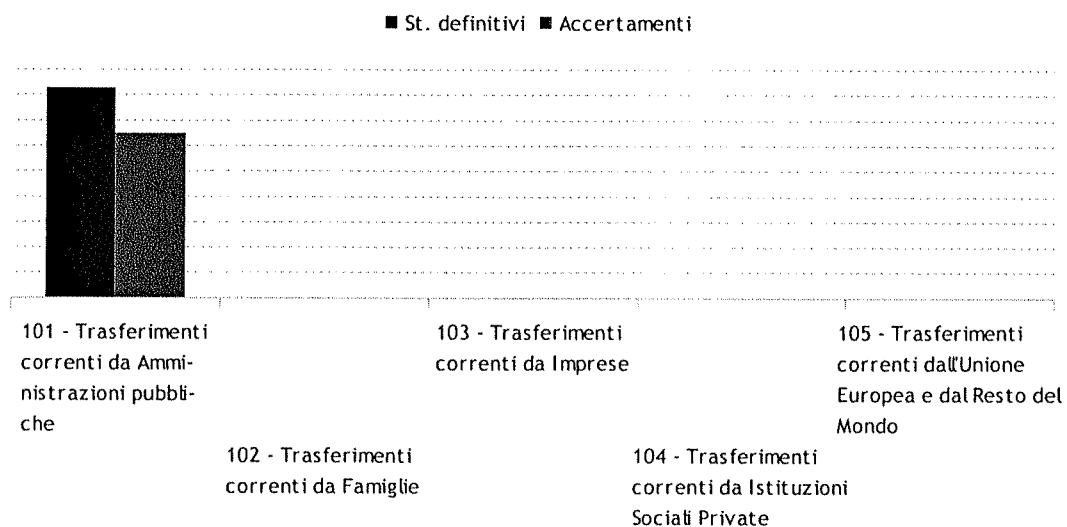 St. definitivi Accertamenti
101 - Trasferimenti
correnti da Ammi-
nistrazioni pubbli-
che
102 - Trasferimenti
correnti da Famiglie
103 - Trasferimenti
correnti da Imprese
104 - Trasferimenti
correnti da Istituzioni
Sociali Private
105 - Trasferimenti
correnti dall'Unione
Europea e dal Resto del
Mondo